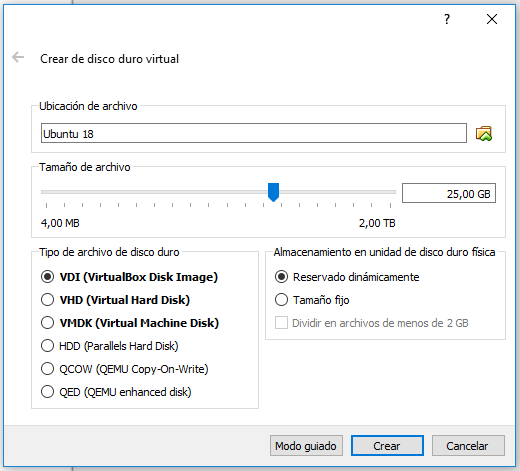 ?
Crear de disco duro virtual
Ubicación de archivo
Ubuntu 18
Tamaño de archivo
25,00 GB
4,00 MB 2,00 TB
Tipo de archivo de disco duro
VDI (VirtualBox Disk Image)
VHD (Virtual Hard Disk)
VMDK (Virtual Machine Disk)
HDD (Parallels Hard Disk)
QCOW (QEMU Copy-On-Write)
QED (QEMU enhanced disk)
Almacenamiento en unidad de disco duro física
Reservado dinámicamente
Tamaño fijo
Dividir en archivos de menos de 2 GB
Modo guiado Crear Cancelar